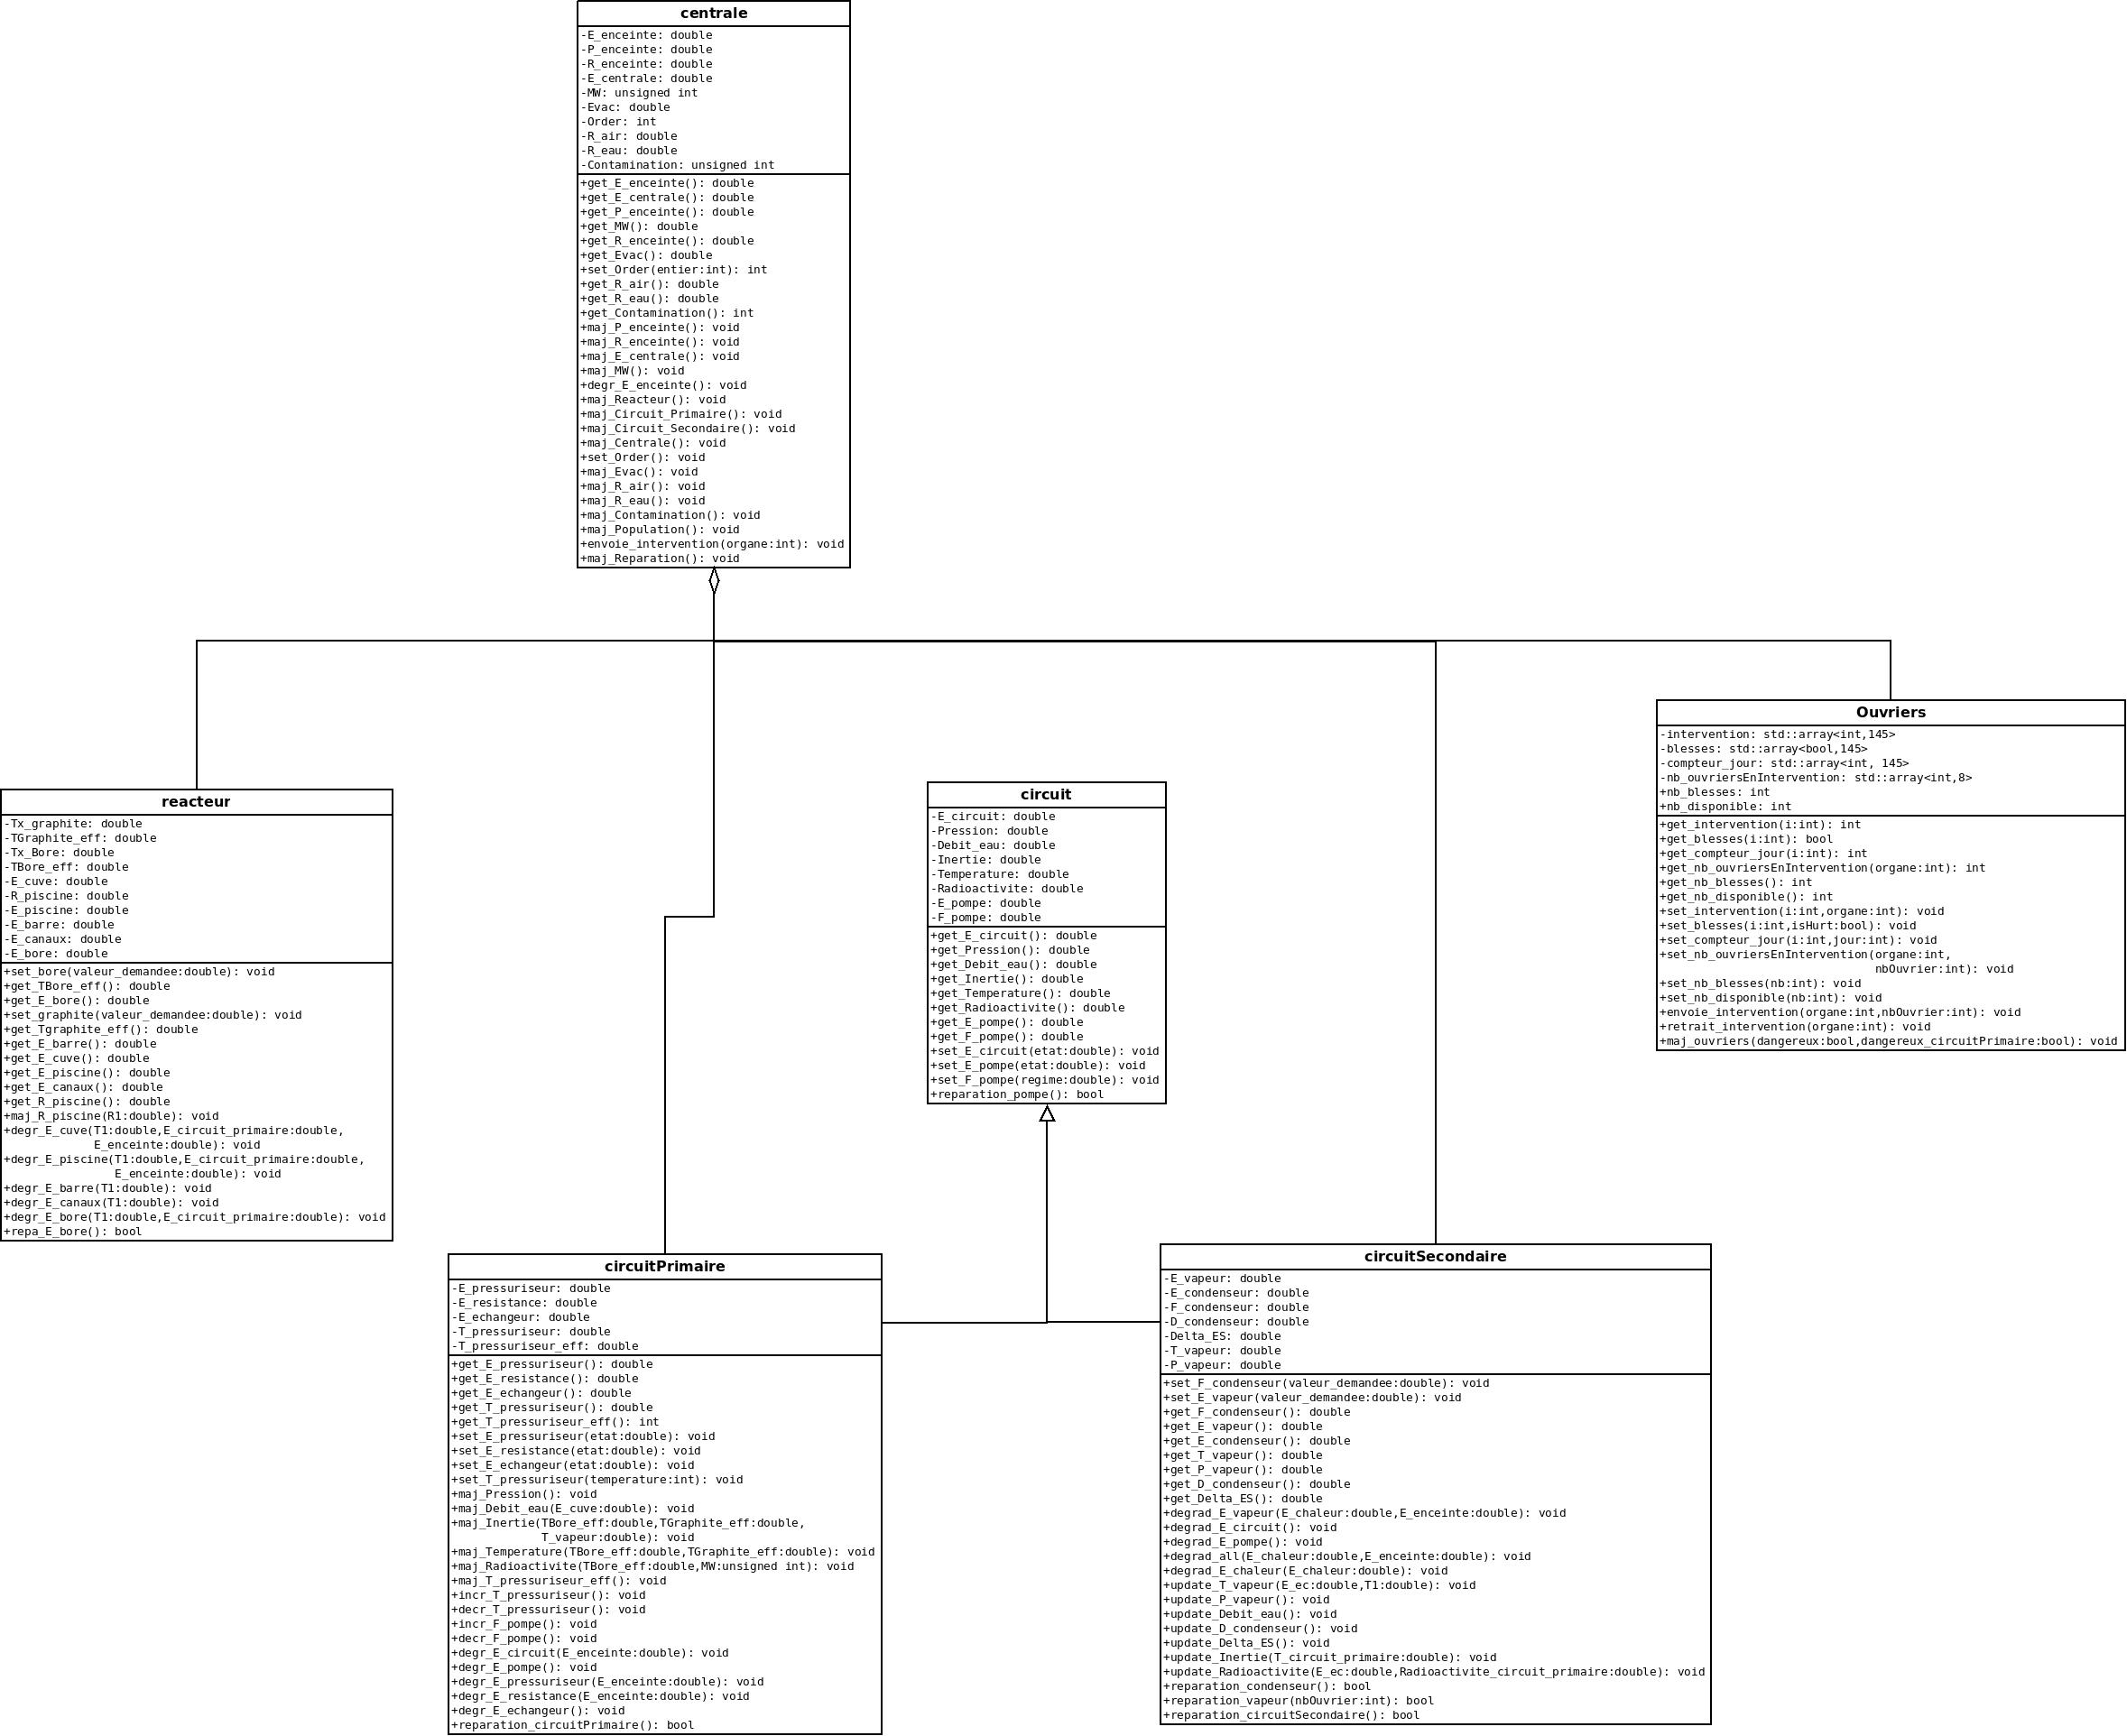 centrale
-E_enceinte: double
-P_enceinte: double
-R_enceinte: double
-E_centrale: double
-MW: unsigned int
-Evac: double
-Order: int
-R_air: double
-R_eau: double
-Contamination: unsigned int
+get_E_enceinte(): double
+get_E_centrale(): double
+get_P_enceinte(): double
+get_MW(): double
+get_R_enceinte(): double
+get_Evac(): double
+set_Order(entier:int): int
+get_R_air(): double
+get_R_eau(): double
+get_Contamination(): int
+maj_P_enceinte(): void
+maj_R_enceinte(): void
+maj_E_centrale(): void
+maj_MW(): void
+degr_E_enceinte(): void
+maj_Reacteur(): void
+maj_Circuit_Primaire(): void
+maj_Circuit_Secondaire(): void
+maj_Centrale(): void
+set_Order(): void
+maj_Evac(): void
+maj_R_air(): void
+maj_R_eau(): void
+maj_Contamination(): void
+maj_Population(): void
+envoie_intervention(organe:int): void
+maj_Reparation(): void
reacteur
-Tx_graphite: double
-TGraphite_eff: double
-Tx_Bore: double
-TBore_eff: double
-E_cuve: double
-R_piscine: double
-E_piscine: double
-E_barre: double
-E_canaux: double
-E_bore: double
+set_bore(valeur_demandee:double): void
+get_TBore_eff(): double
+get_E_bore(): double
+set_graphite(valeur_demandee:double): void
+get_Tgraphite_eff(): double
+get_E_barre(): double
+get_E_cuve(): double
+get_E_piscine(): double
+get_E_canaux(): double
+get_R_piscine(): double
+maj_R_piscine(R1:double): void
+degr_E_cuve(T1:double,E_circuit_primaire:double,
E_enceinte:double): void
+degr_E_piscine(T1:double,E_circuit_primaire:double,
E_enceinte:double): void
+degr_E_barre(T1:double): void
+degr_E_canaux(T1:double): void
+degr_E_bore(T1:double,E_circuit_primaire:double): void
+repa_E_bore(): bool
circuit
-E_circuit: double
-Pression: double
-Debit_eau: double
-Inertie: double
-Temperature: double
-Radioactivite: double
-E_pompe: double
-F_pompe: double
+get_E_circuit(): double
+get_Pression(): double
+get_Debit_eau(): double
+get_Inertie(): double
+get_Temperature(): double
+get_Radioactivite(): double
+get_E_pompe(): double
+get_F_pompe(): double
+set_E_circuit(etat:double): void
+set_E_pompe(etat:double): void
+set_F_pompe(regime:double): void
+reparation_pompe(): bool
Ouvriers
-intervention: std::array<int,145>
-blesses: std::array<bool,145>
-compteur_jour: std::array<int, 145>
-nb_ouvriersEnIntervention: std::array<int,8>
+nb_blesses: int
+nb_disponible: int
+get_intervention(i:int): int
+get_blesses(i:int): bool
+get_compteur_jour(i:int): int
+get_nb_ouvriersEnIntervention(organe:int): int
+get_nb_blesses(): int
+get_nb_disponible(): int
+set_intervention(i:int,organe:int): void
+set_blesses(i:int,isHurt:bool): void
+set_compteur_jour(i:int,jour:int): void
+set_nb_ouvriersEnIntervention(organe:int,
nbOuvrier:int): void
+set_nb_blesses(nb:int): void
+set_nb_disponible(nb:int): void
+envoie_intervention(organe:int,nbOuvrier:int): void
+retrait_intervention(organe:int): void
+maj_ouvriers(dangereux:bool,dangereux_circuitPrimaire:bool): void
circuitPrimaire
-E_pressuriseur: double
-E_resistance: double
-E_echangeur: double
-T_pressuriseur: double
-T_pressuriseur_eff: double
+get_E_pressuriseur(): double
+get_E_resistance(): double
+get_E_echangeur(): double
+get_T_pressuriseur(): double
+get_T_pressuriseur_eff(): int
+set_E_pressuriseur(etat:double): void
+set_E_resistance(etat:double): void
+set_E_echangeur(etat:double): void
+set_T_pressuriseur(temperature:int): void
+maj_Pression(): void
+maj_Debit_eau(E_cuve:double): void
+maj_Inertie(TBore_eff:double,TGraphite_eff:double,
T_vapeur:double): void
+maj_Temperature(TBore_eff:double,TGraphite_eff:double): void
+maj_Radioactivite(TBore_eff:double,MW:unsigned int): void
+maj_T_pressuriseur_eff(): void
+incr_T_pressuriseur(): void
+decr_T_pressuriseur(): void
+incr_F_pompe(): void
+decr_F_pompe(): void
+degr_E_circuit(E_enceinte:double): void
+degr_E_pompe(): void
+degr_E_pressuriseur(E_enceinte:double): void
+degr_E_resistance(E_enceinte:double): void
+degr_E_echangeur(): void
+reparation_circuitPrimaire(): bool
circuitSecondaire
-E_vapeur: double
-E_condenseur: double
-F_condenseur: double
-D_condenseur: double
-Delta_ES: double
-T_vapeur: double
-P_vapeur: double
+set_F_condenseur(valeur_demandee:double): void
+set_E_vapeur(valeur_demandee:double): void
+get_F_condenseur(): double
+get_E_vapeur(): double
+get_E_condenseur(): double
+get_T_vapeur(): double
+get_P_vapeur(): double
+get_D_condenseur(): double
+get_Delta_ES(): double
+degrad_E_vapeur(E_chaleur:double,E_enceinte:double): void
+degrad_E_circuit(): void
+degrad_E_pompe(): void
+degrad_all(E_chaleur:double,E_enceinte:double): void
+degrad_E_chaleur(E_chaleur:double): void
+update_T_vapeur(E_ec:double,T1:double): void
+update_P_vapeur(): void
+update_Debit_eau(): void
+update_D_condenseur(): void
+update_Delta_ES(): void
+update_Inertie(T_circuit_primaire:double): void
+update_Radioactivite(E_ec:double,Radioactivite_circuit_primaire:double): void
+reparation_condenseur(): bool
+reparation_vapeur(nbOuvrier:int): bool
+reparation_circuitSecondaire(): bool